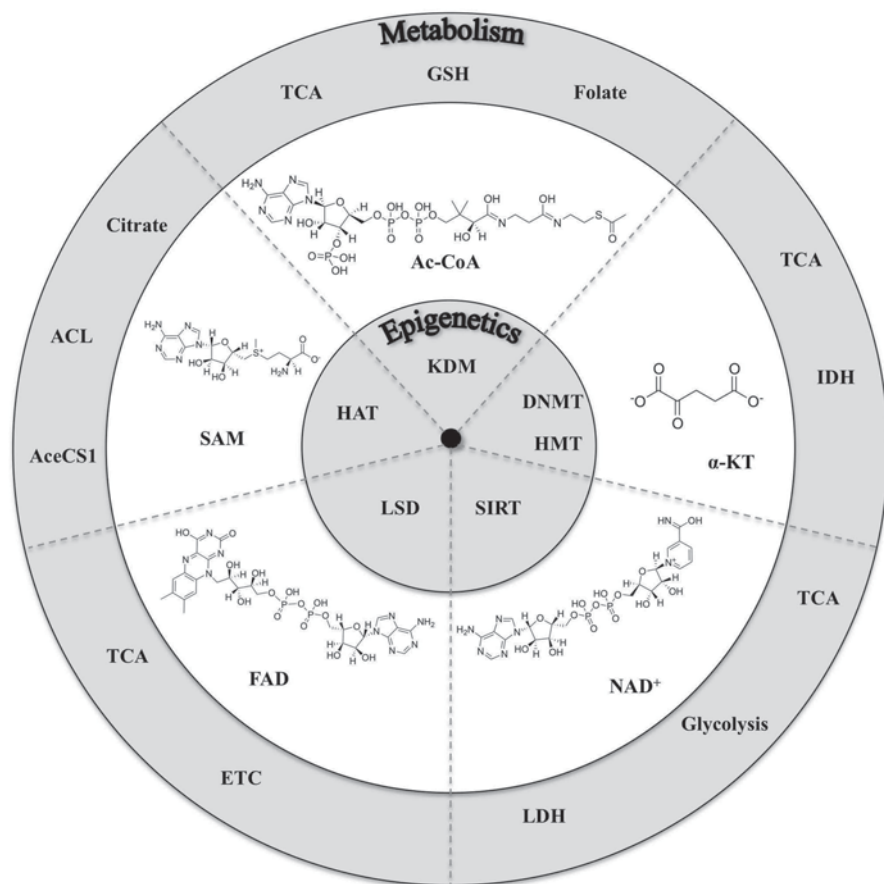 Metabolism
TCA
GSH
Folate
Citrate
ACL
AceCS1
TCA
IDH
Ac-CoA
SAM
α-KT
Epigenetics
KDM
HAT
DNMT
HMT
LSD
SIRT
FAD
NAD⁺
TCA
ETC
TCA
Glycolysis
LDH